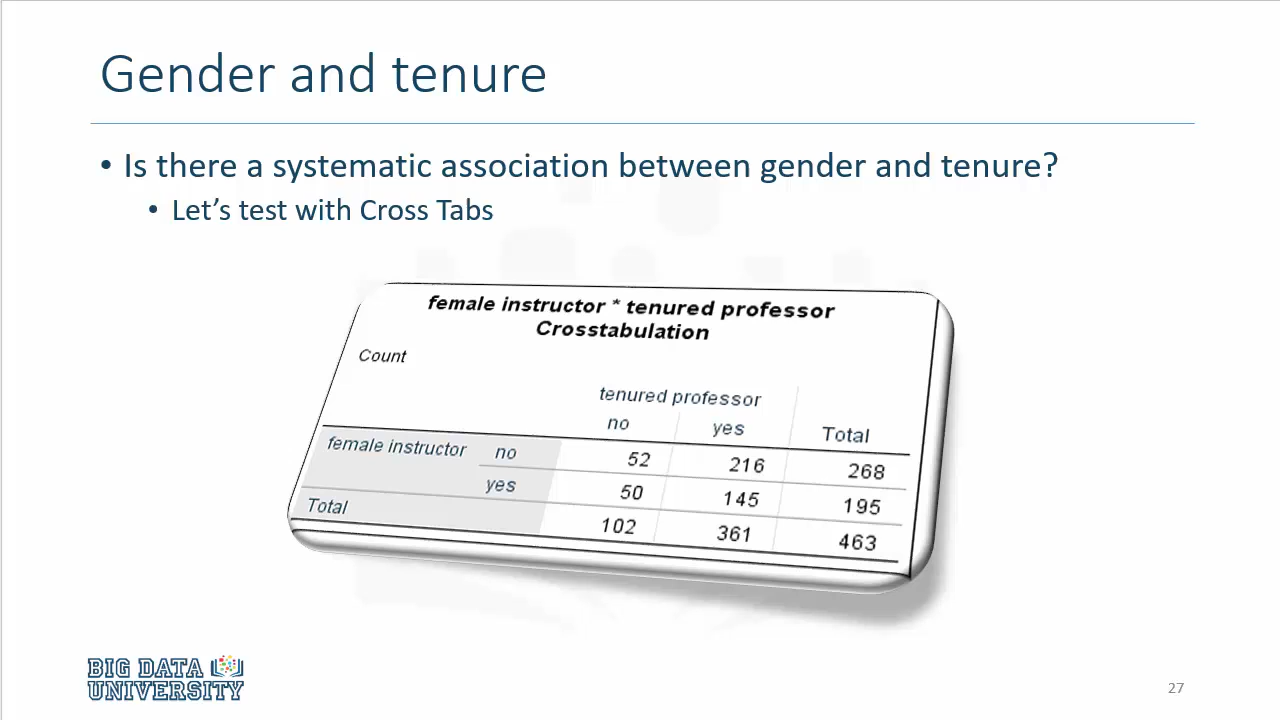 Gender and tenure
• Is there a systematic association between gender and tenure?
• Let’s test with Cross Tabs
female instructor * tenured professor
Crosstabulation
Count
tenured professor
no yes Total
female instructor no 52 216 268
yes 50 145 195
Total 102 361 463
BIG DATA
UNIVERSITY
27